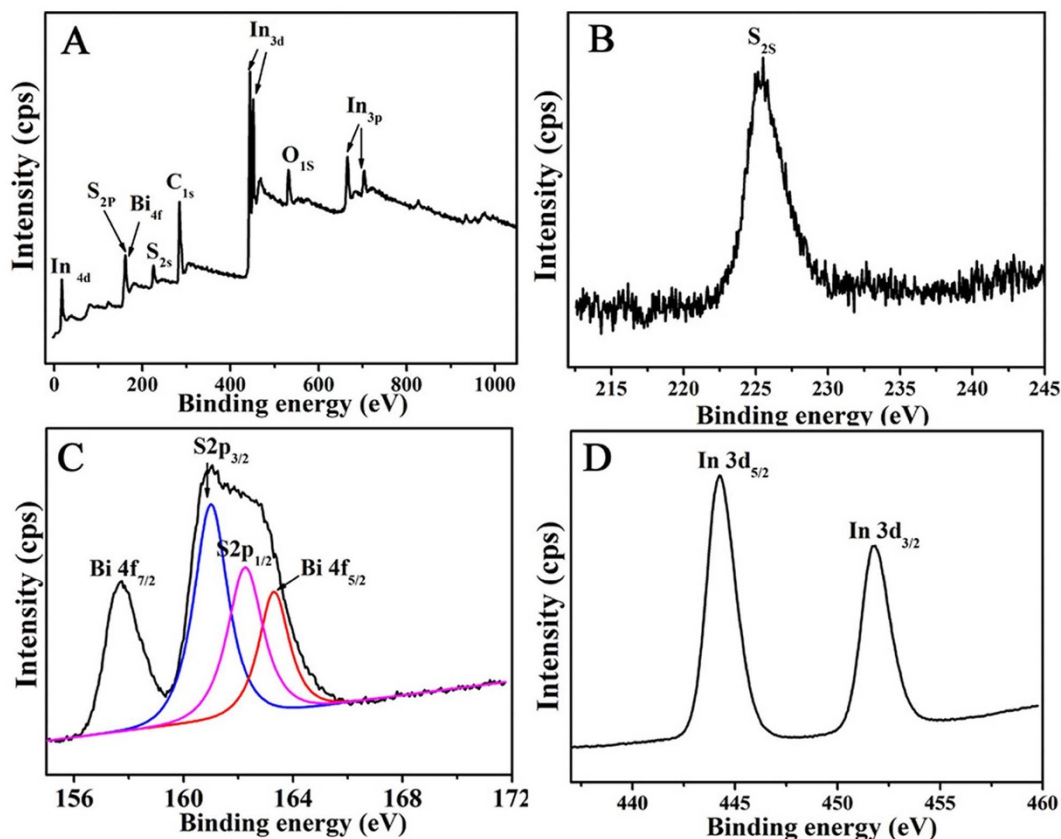 A
In3d
In3p
O1S
C1s
S2P
Bi4f
S2s
In 4d
Intensity (cps)
0 200 400 600 800 1000
Binding energy (eV)
B
S2S
Intensity (cps)
215 220 225 230 235 240 245
Binding energy (eV)
C
S2p3/2
S2p1/2
Bi 4f7/2
Bi 4f5/2
Intensity (cps)
156 160 164 168 172
Binding energy (eV)
D
In 3d5/2
In 3d3/2
Intensity (cps)
440 445 450 455 460
Binding energy (eV)